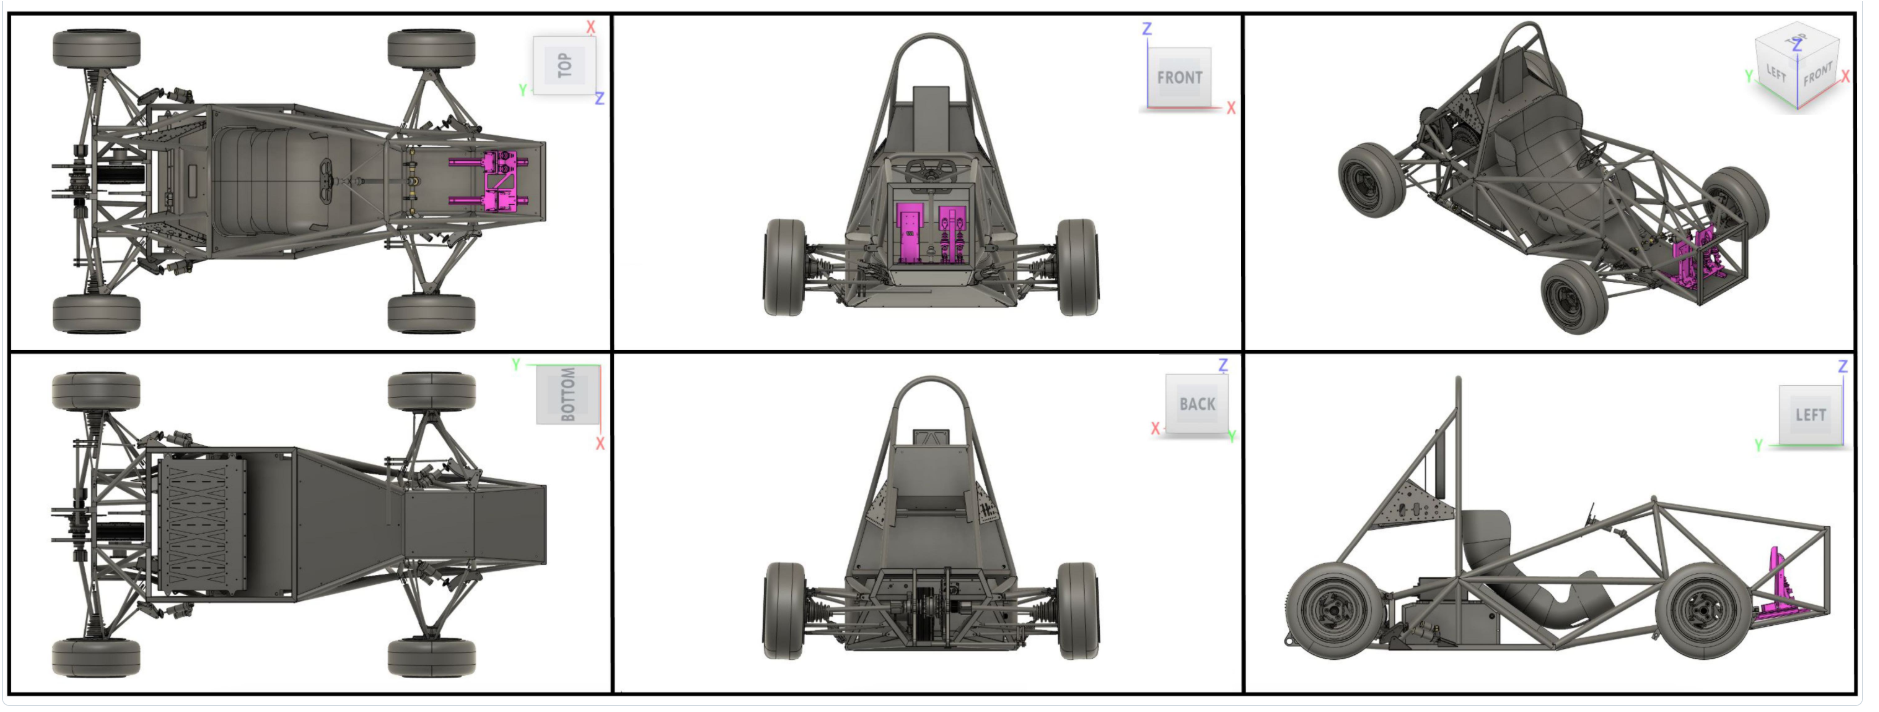 X
TOP
Y
Z
Z
FRONT
X
TOP
Z
Y
LEFT
FRONT
X
Y
BOTTOM
X
Z
BACK
X
Y
Z
LEFT
Y